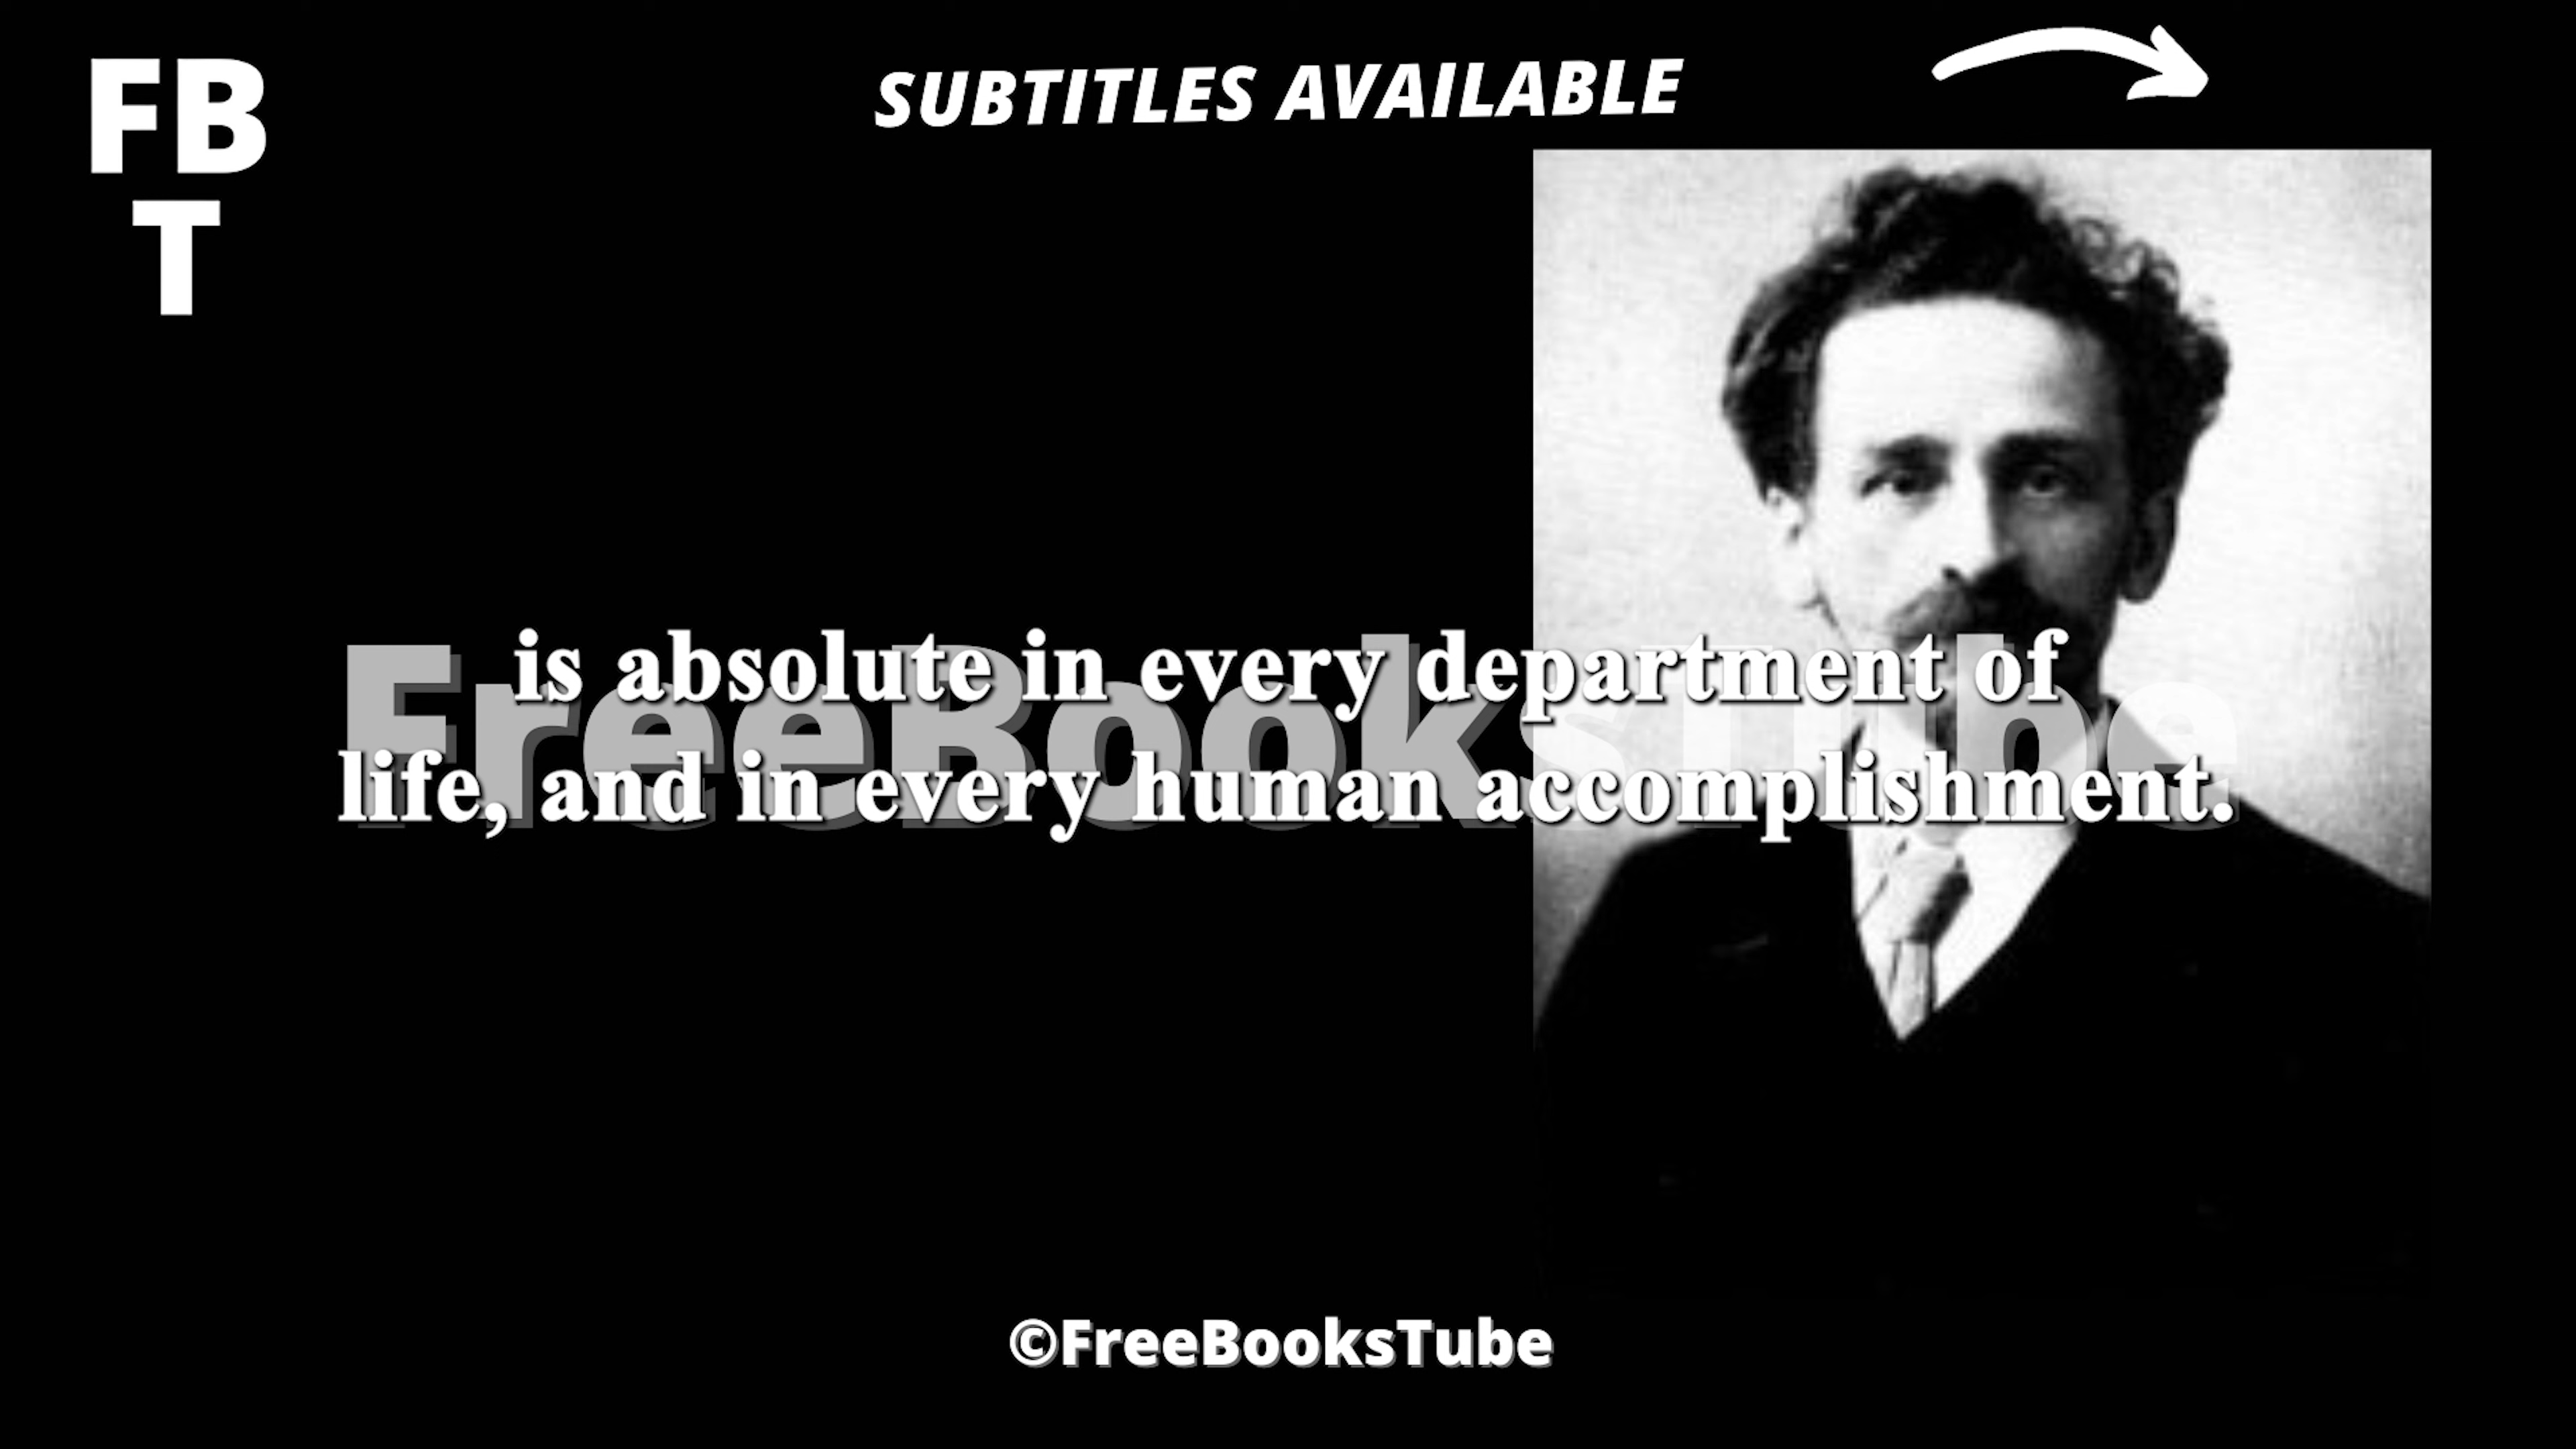 FB
T
SUBTITLES AVAILABLE
is absolute in every department of
life, and in every human accomplishment.
FreeBooksTube
©FreeBooksTube